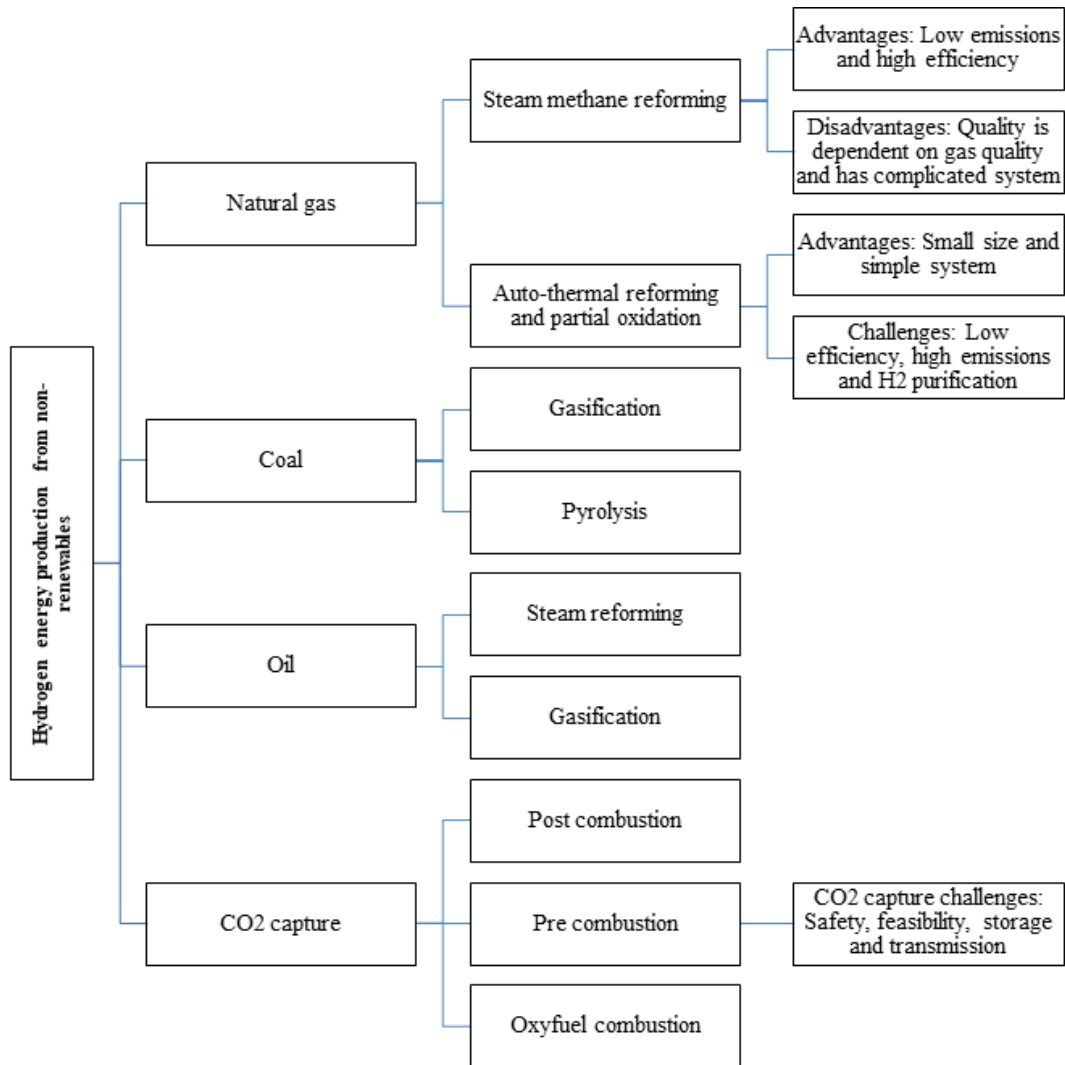 Hydrogen energy production from non-
renewables
Natural gas
Steam methane reforming
Advantages: Low emissions
and high efficiency
Disadvantages: Quality is
dependent on gas quality
and has complicated system
Auto-thermal reforming
and partial oxidation
Advantages: Small size and
simple system
Challenges: Low
efficiency, high emissions
and H2 purification
Coal
Gasification
Pyrolysis
Oil
Steam reforming
Gasification
CO2 capture
Post combustion
Pre combustion
CO2 capture challenges:
Safety, feasibility, storage
and transmission
Oxyfuel combustion